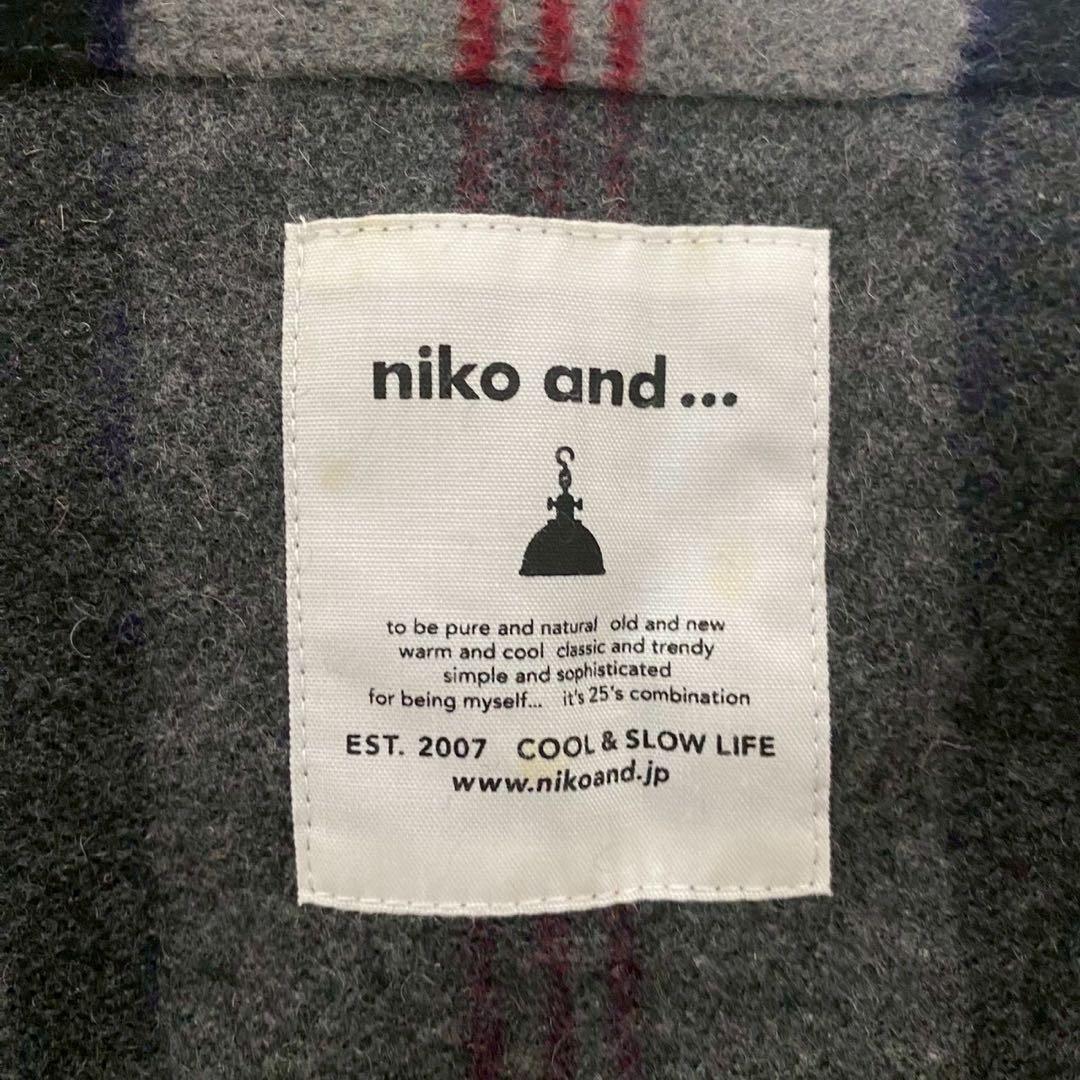 niko and...
to be pure and natural old and new
warm and cool classic and trendy
simple and sophisticated
for being myself... it's 25's combination
EST. 2007 COOL & SLOW LIFE
www.nikoand.jp